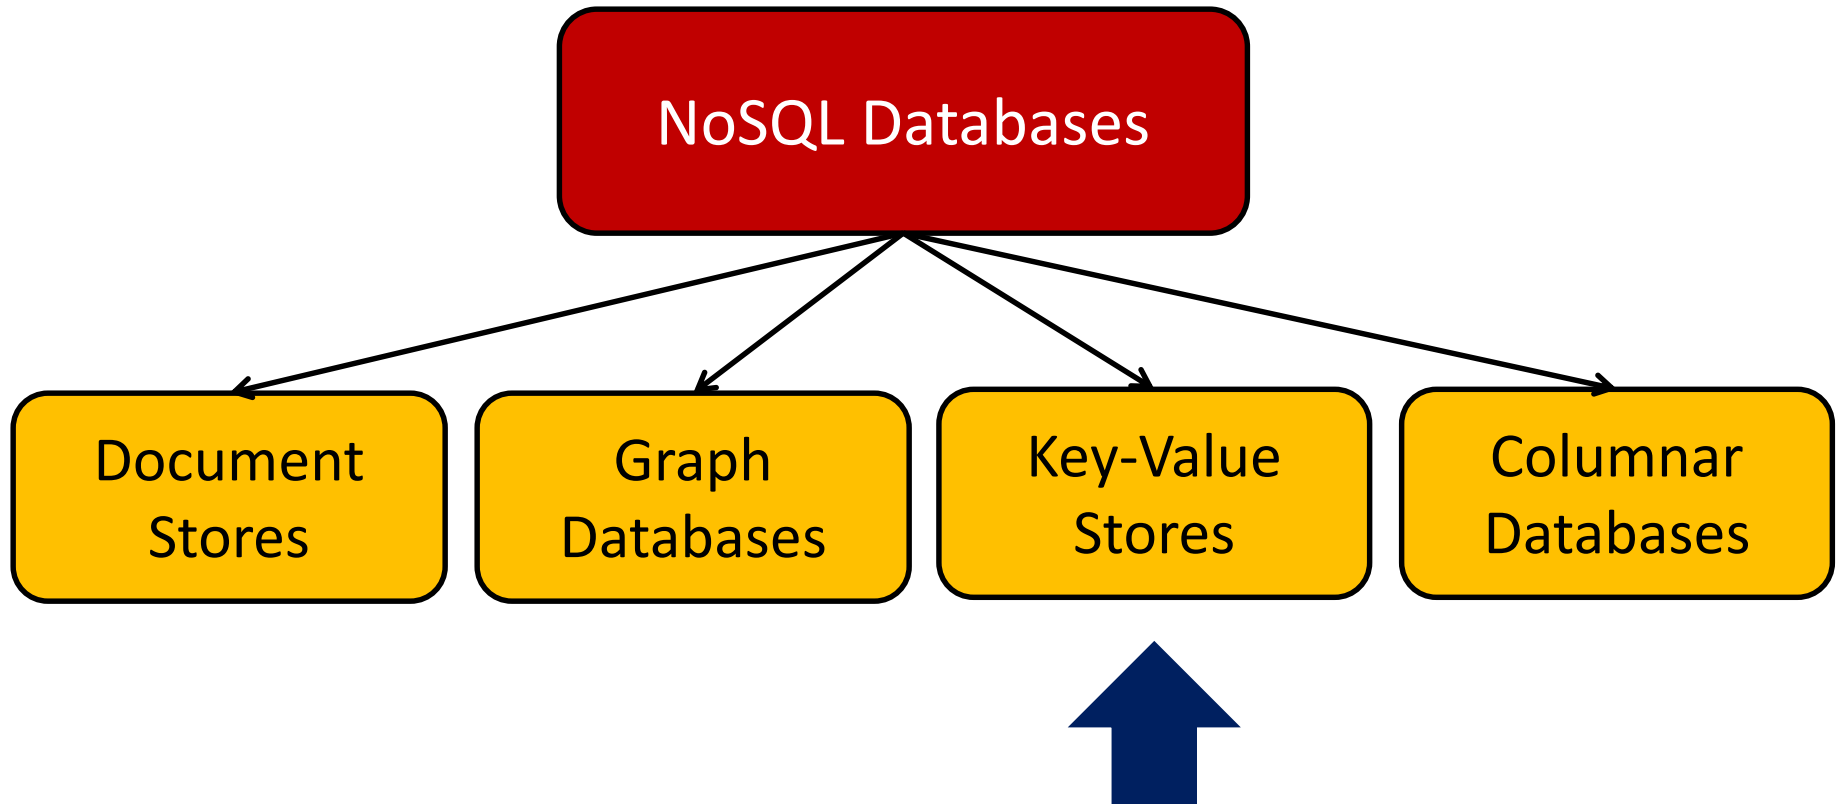 NoSQL Databases
Document
Stores
Graph
Databases
Key-Value
Stores
Columnar
Databases